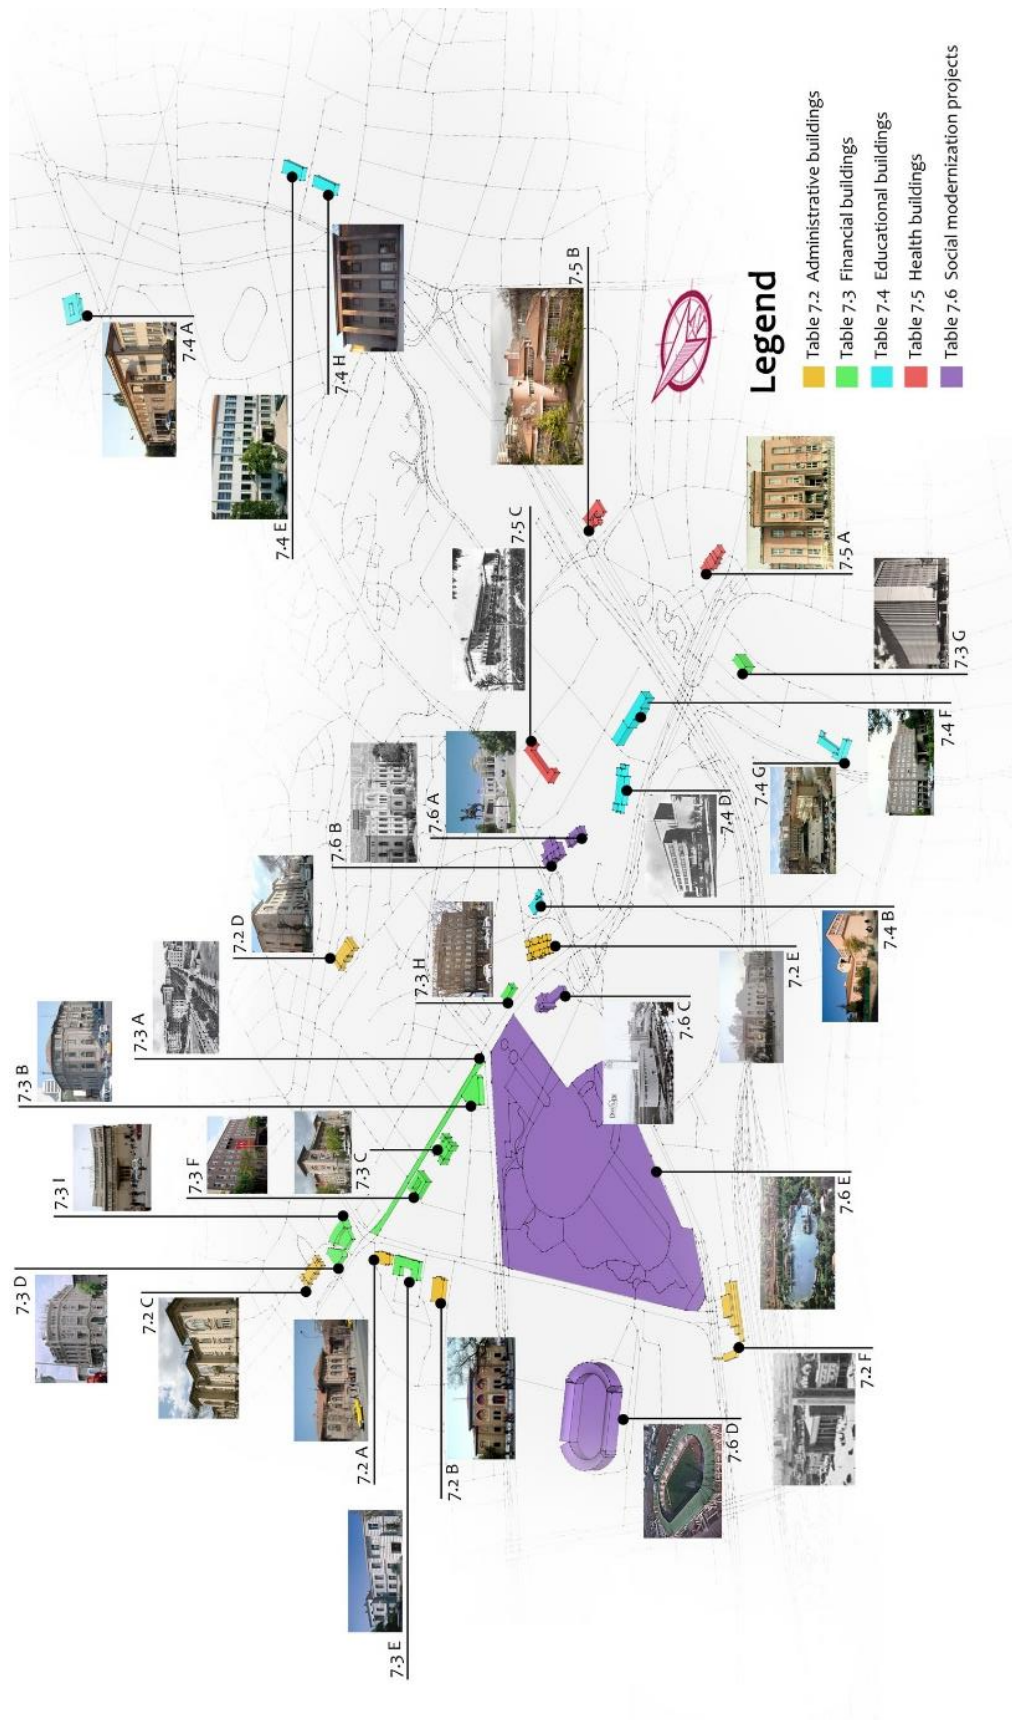 7.3 E
7.2 B
7.2 A
7.6 D
7.2 F
7.2 C
7.3 D
7.3 I
7.3 F
7.3 C
7.6 E
7.3 B
7.3 A
7.6 C
7.3 H
7.2 D
7.2 E
7.4 B
7.6 B
7.6 A
7.4 D
7.4 G
7.4 F
7.3 G
7.5 A
7.5 C
7.4 E
7.4 H
7.4 A
7.5 B
Legend
Table 7.2 Administrative buildings
Table 7.3 Financial buildings
Table 7.4 Educational buildings
Table 7.5 Health buildings
Table 7.6 Social modernization projects